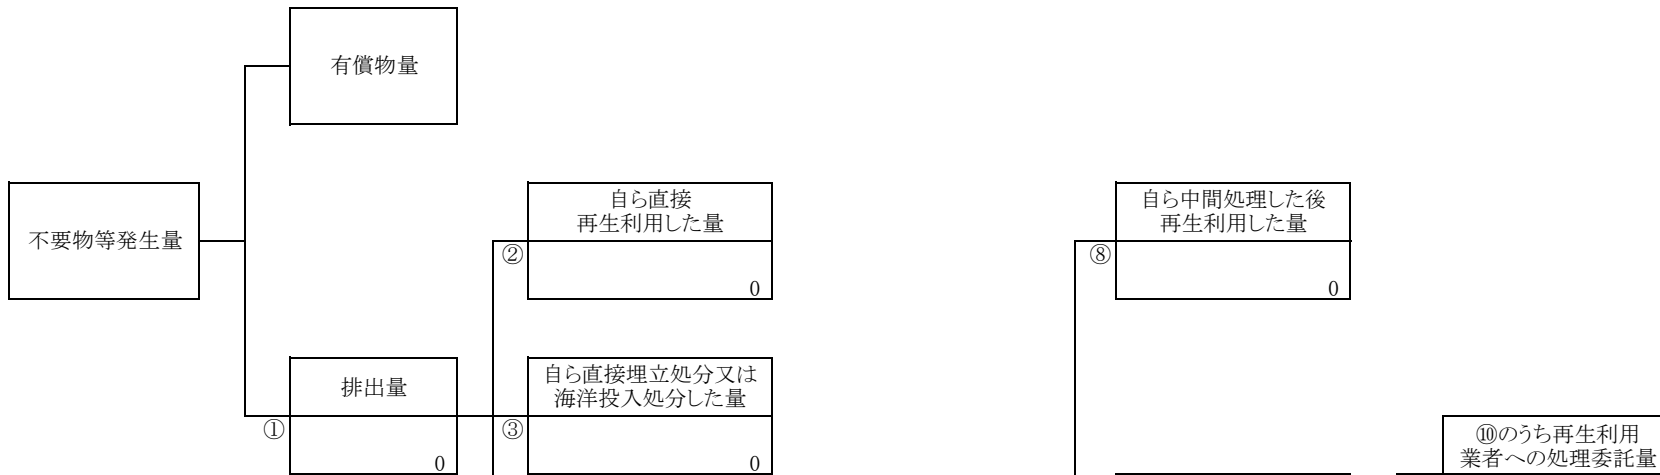 有償物量
自ら直接
再生利用した量
自ら中間処理した後
再生利用した量
不要物等発生量
②
⑧
0
0
排出量
自ら直接埋立処分又は
海洋投入処分した量
①
③
⑩のうち再生利用
業者への処理委託量
0
0